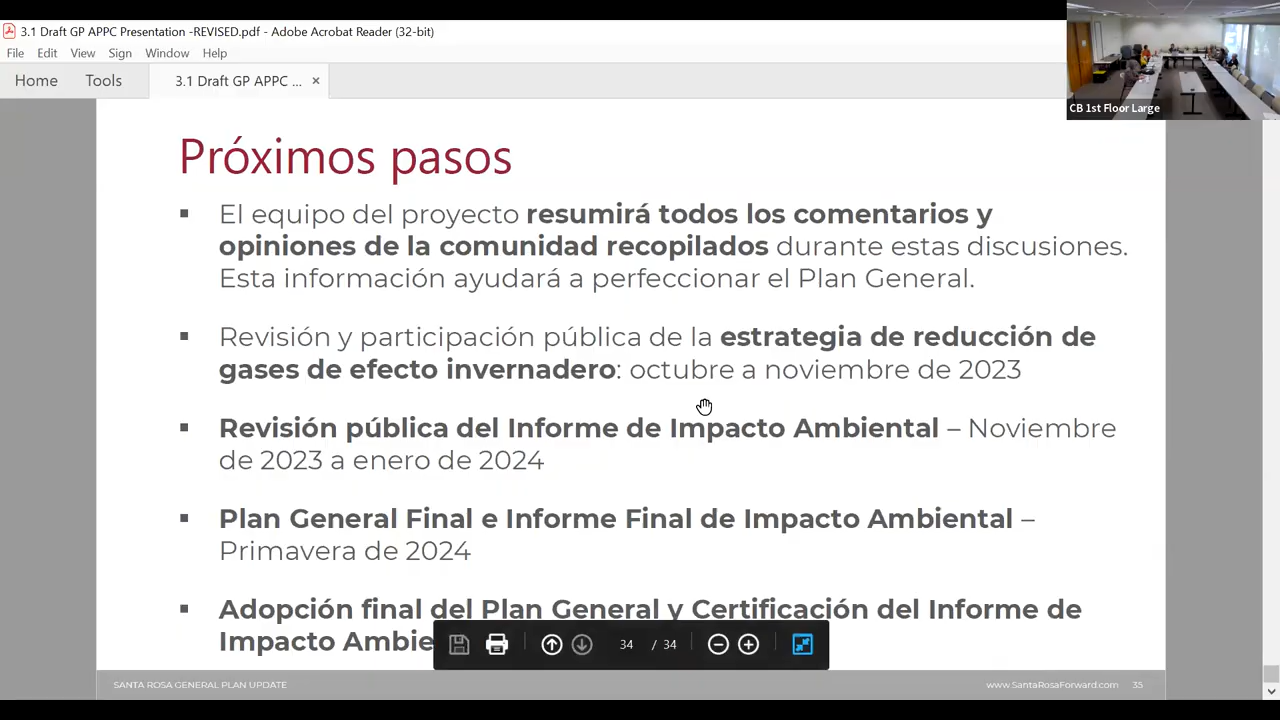 3.1 Draft GP APPC Presentation -REVISED.pdf - Adobe Acrobat Reader (32-bit)
File Edit View Sign Window Help
Home Tools 3.1 Draft GP APPC ... ×
CB 1st Floor Large
Próximos pasos
▪ El equipo del proyecto resumirá todos los comentarios y
opiniones de la comunidad recopilados durante estas discusiones.
Esta información ayudará a perfeccionar el Plan General.
▪ Revisión y participación pública de la estrategia de reducción de
gases de efecto invernadero: octubre a noviembre de 2023
▪ Revisión pública del Informe de Impacto Ambiental – Noviembre
de 2023 a enero de 2024
▪ Plan General Final e Informe Final de Impacto Ambiental –
Primavera de 2024
▪ Adopción final del Plan General y Certificación del Informe de
Impacto Ambie
34 / 34
SANTA ROSA GENERAL PLAN UPDATE www.SantaRosaForward.com 35